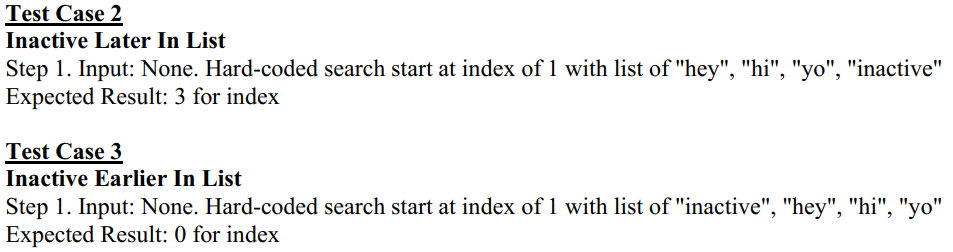 Test Case 2
Inactive Later In List
Step 1. Input: None. Hard-coded search start at index of 1 with list of "hey", "hi", "yo", "inactive"
Expected Result: 3 for index
Test Case 3
Inactive Earlier In List
Step 1. Input: None. Hard-coded search start at index of 1 with list of "inactive", "hey", "hi", "yo"
Expected Result: 0 for index